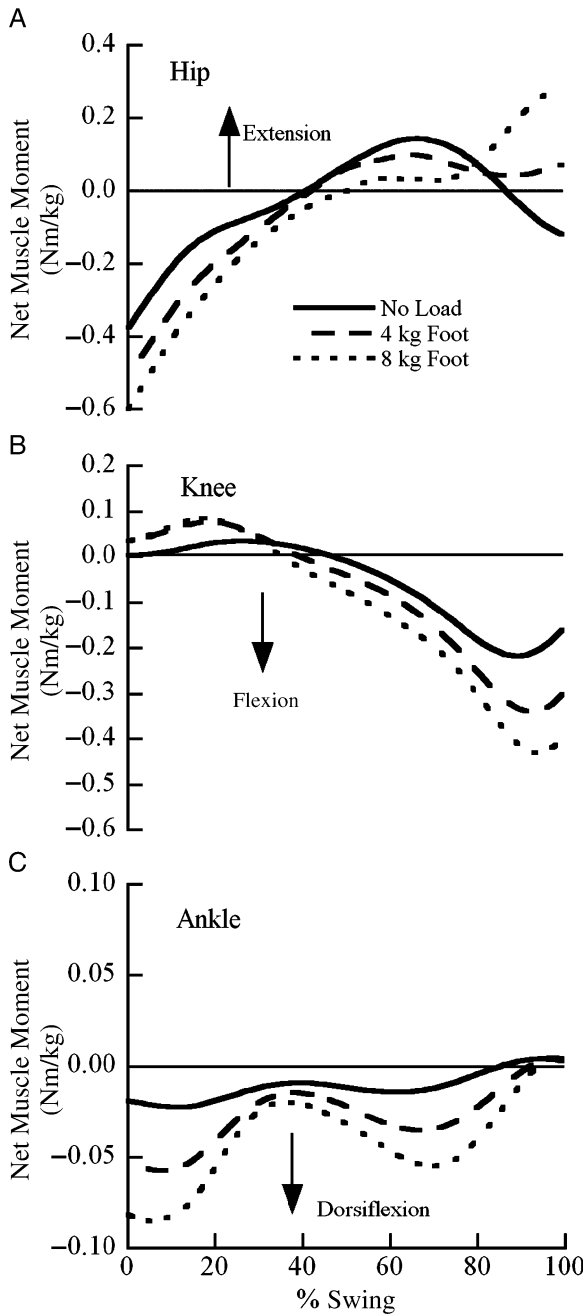 A
Net Muscle Moment
(Nm/kg)
0.4
0.2
0.0
−0.2
−0.4
−0.6
Hip
Extension
No Load
4 kg Foot
8 kg Foot
B
Net Muscle Moment
(Nm/kg)
0.2
0.1
0.0
−0.1
−0.2
−0.3
−0.4
−0.5
−0.6
Knee
Flexion
C
Net Muscle Moment
(Nm/kg)
0.10
0.05
0.00
−0.05
−0.10
Ankle
Dorsiflexion
0 20 40 60 80 100
% Swing